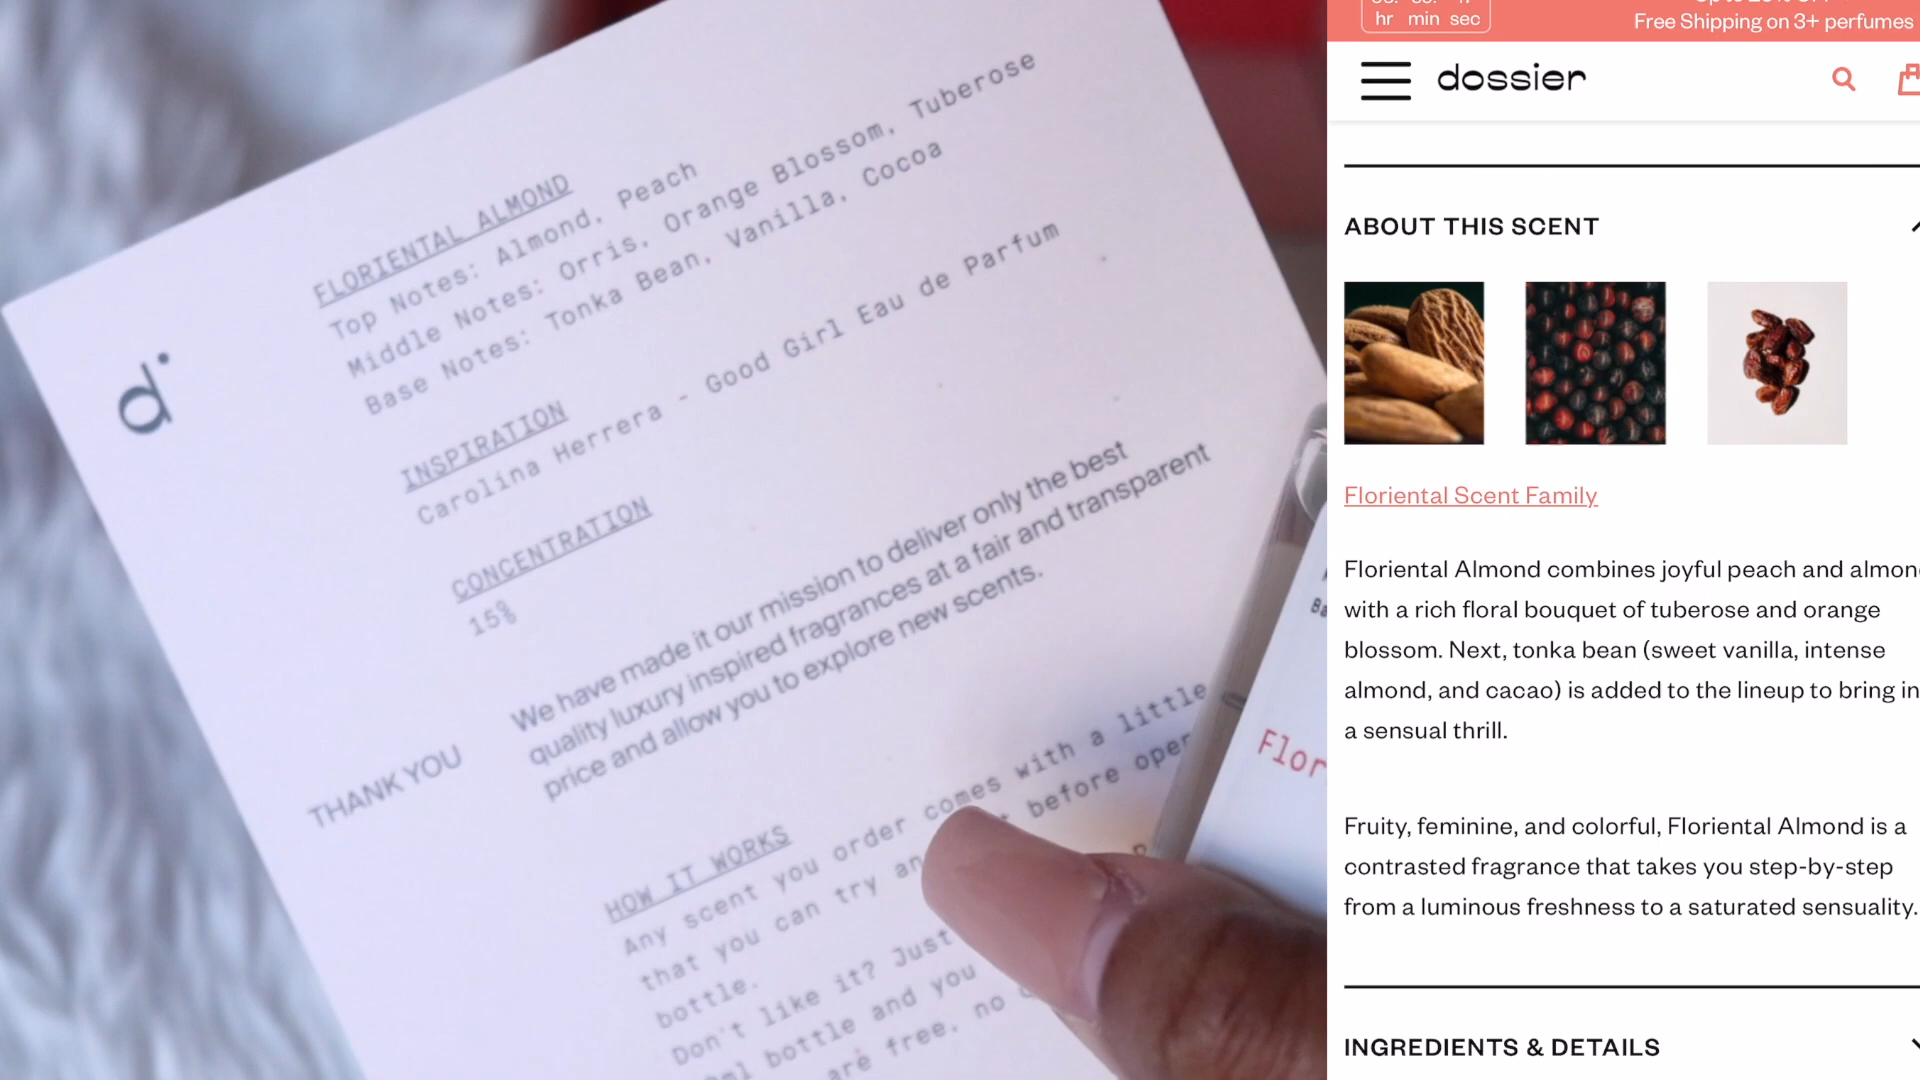 d.
FLORIENTAL ALMOND
Top Notes: Almond, Peach
Middle Notes: Orris, Orange Blossom, Tuberose
Base Notes: Tonka Bean, Vanilla, Cocoa
INSPIRATION
Carolina Herrera - Good Girl Eau de Parfum
CONCENTRATION
15%
THANK YOU
We have made it our mission to deliver only the best
quality luxury inspired fragrances at a fair and transparent
price and allow you to explore new scents.
HOW IT WORKS
Any scent you order comes with a little
that you can try before
bottle.
Don't like it? Just
bottle and you
are free, no
hr min sec
Free Shipping on 3+ perfumes
dossier
ABOUT THIS SCENT
Floriental Scent Family
Floriental Almond combines joyful peach and
with a rich floral bouquet of tuberose and orange
blossom. Next, tonka bean (sweet vanilla, intense
almond, and cacao) is added to the lineup to bring in
a sensual thrill.
Fruity, feminine, and colorful, Floriental Almond is a
contrasted fragrance that takes you step-by-step
from a luminous freshness to a saturated sensuality.
INGREDIENTS & DETAILS